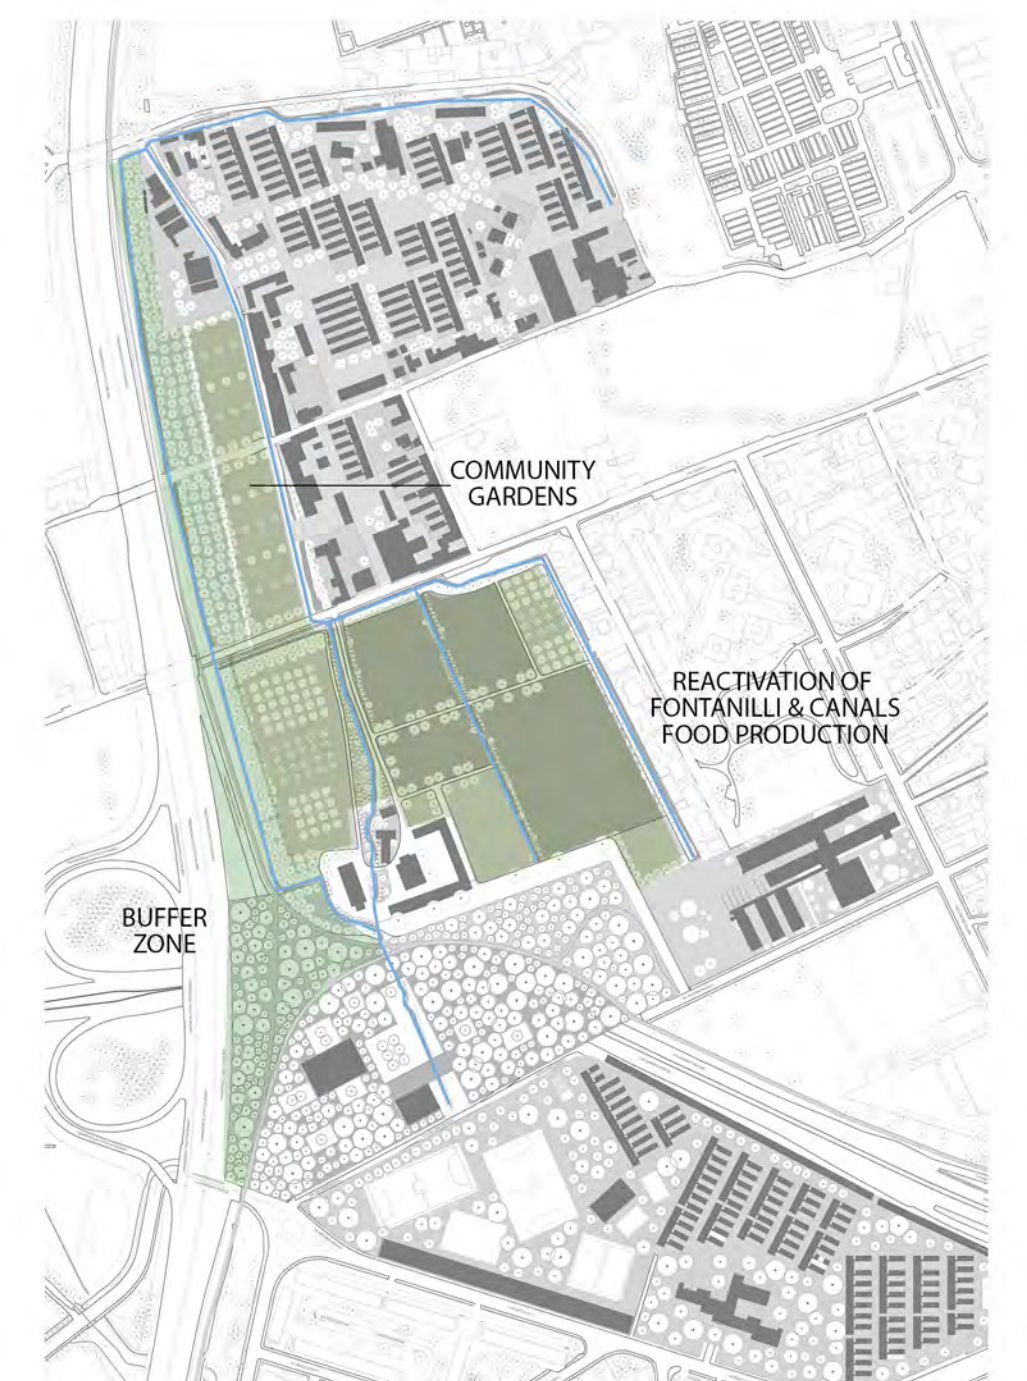 COMMUNITY
GARDENS
REACTIVATION OF
FONTANILLI & CANALS
FOOD PRODUCTION
BUFFER
ZONE